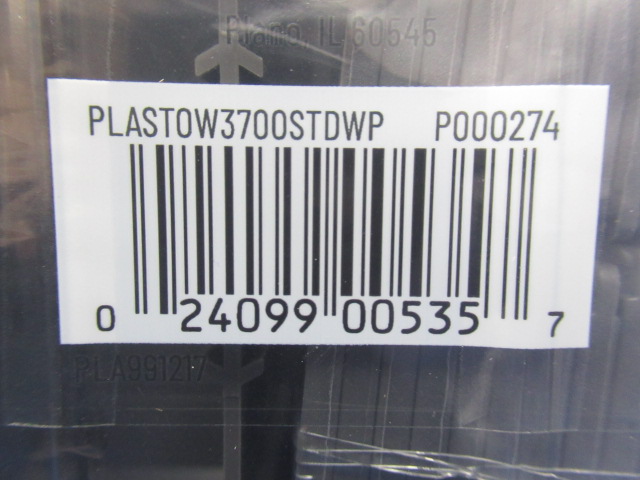 Plano, IL 60545
PLASTOW3700STDWP P000274
0 24099 00535 7
PLA991217